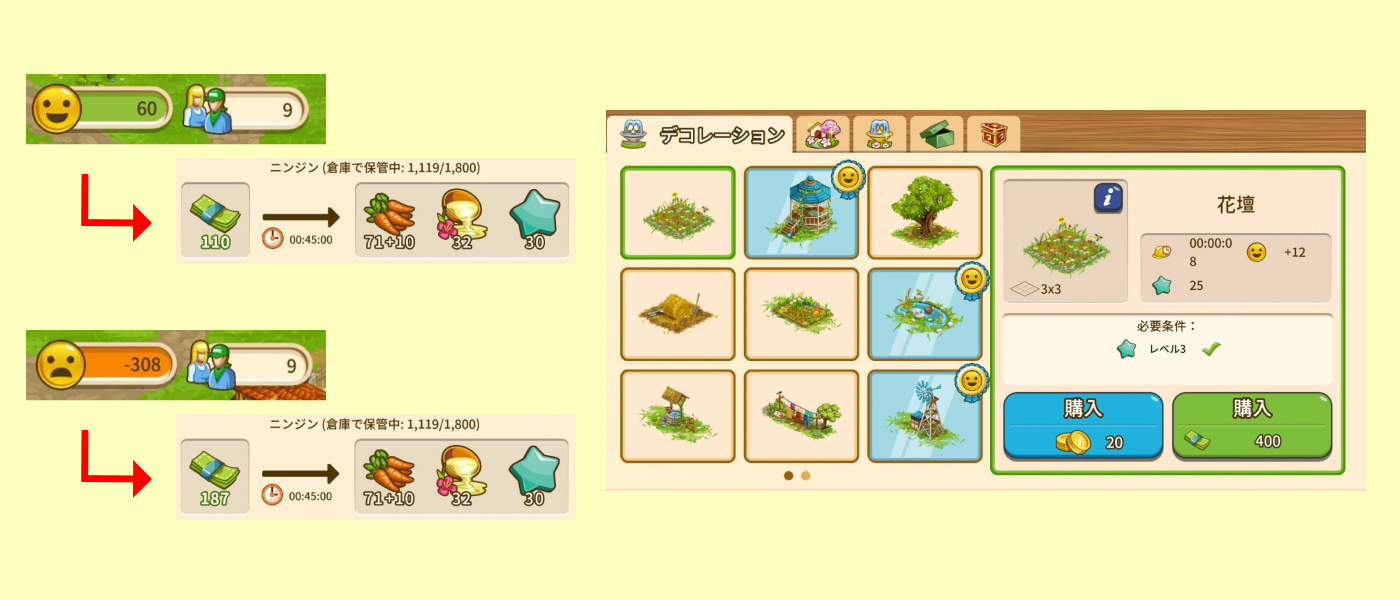 60
9
ニンジン (倉庫で保管中: 1,119/1,800)
110
00:45:00
71+10
32
30
-308
9
ニンジン (倉庫で保管中: 1,119/1,800)
187
00:45:00
71+10
32
30
デコレーション
i
花壇
00:00:0
8
+12
25
3x3
必要条件：
レベル3
購入
20
購入
400